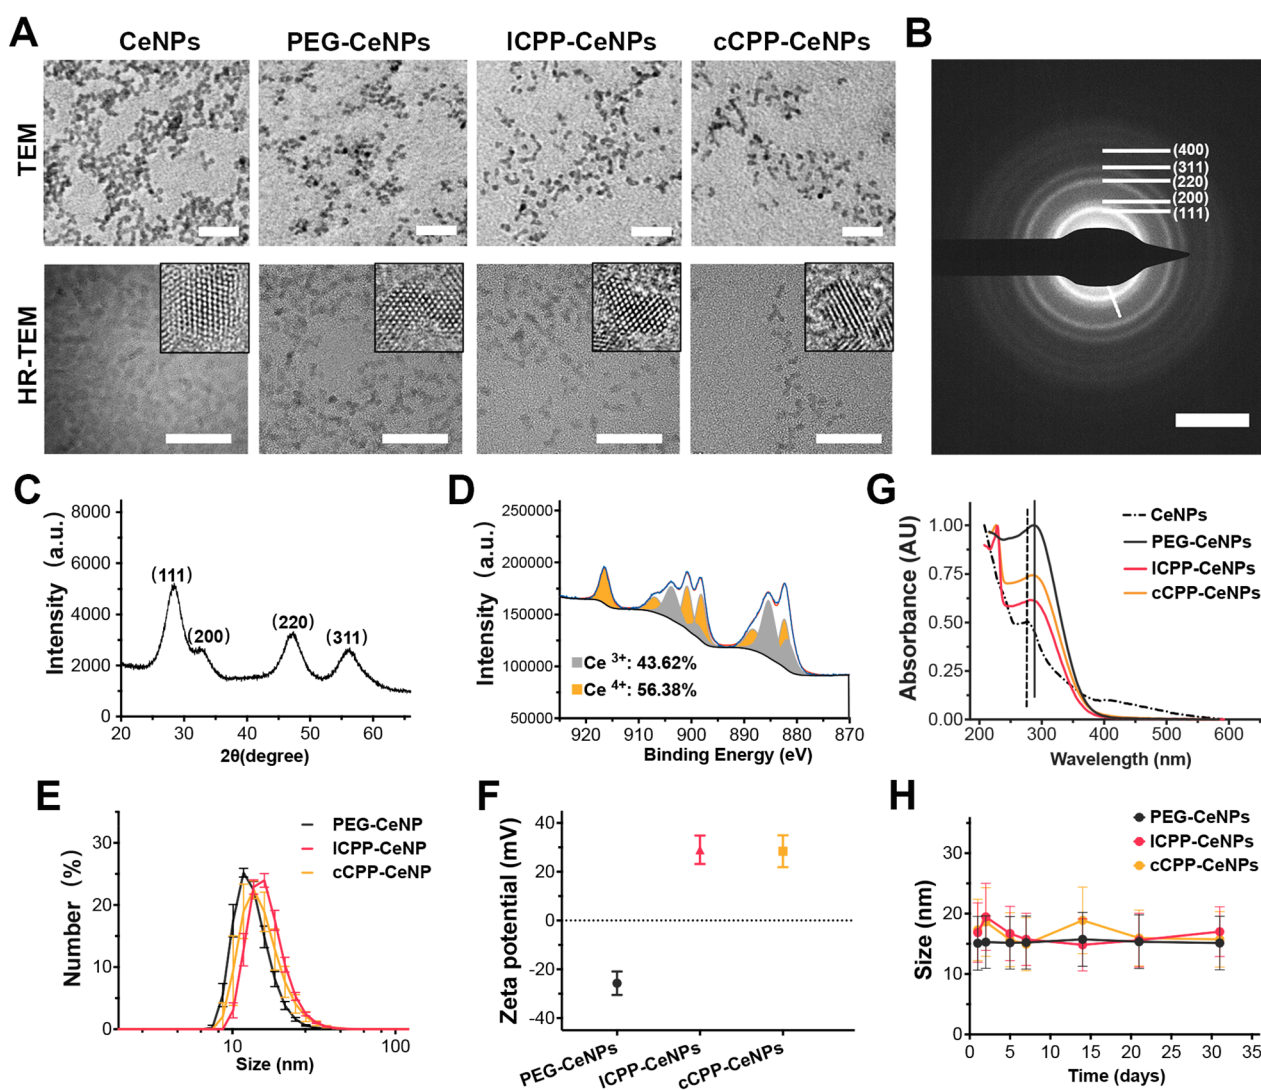 A
CeNPs
PEG-CeNPs
lCPP-CeNPs
cCPP-CeNPs
TEM
HR-TEM
B
(400)
(311)
(220)
(200)
(111)
C
Intensity (a.u.)
8000
6000
4000
2000
0
(111)
(200)
(220)
(311)
20
30
40
50
60
2θ(degree)
D
Intensity (a.u.)
250000
200000
150000
100000
50000
Ce 3+: 43.62%
Ce 4+: 56.38%
920
910
900
890
880
870
Binding Energy (eV)
G
Absorbance (AU)
1.00
0.75
0.50
0.25
0.00
CeNPs
PEG-CeNPs
lCPP-CeNPs
cCPP-CeNPs
200
300
400
500
600
Wavelength (nm)
E
Number (%)
30
20
10
0
PEG-CeNP
lCPP-CeNP
cCPP-CeNP
10
100
Size (nm)
F
Zeta potential (mV)
40
20
0
-20
-40
PEG-CeNPs
lCPP-CeNPs
cCPP-CeNPs
H
Size (nm)
30
20
10
0
PEG-CeNPs
lCPP-CeNPs
cCPP-CeNPs
0
5
10
15
20
25
30
35
Time (days)